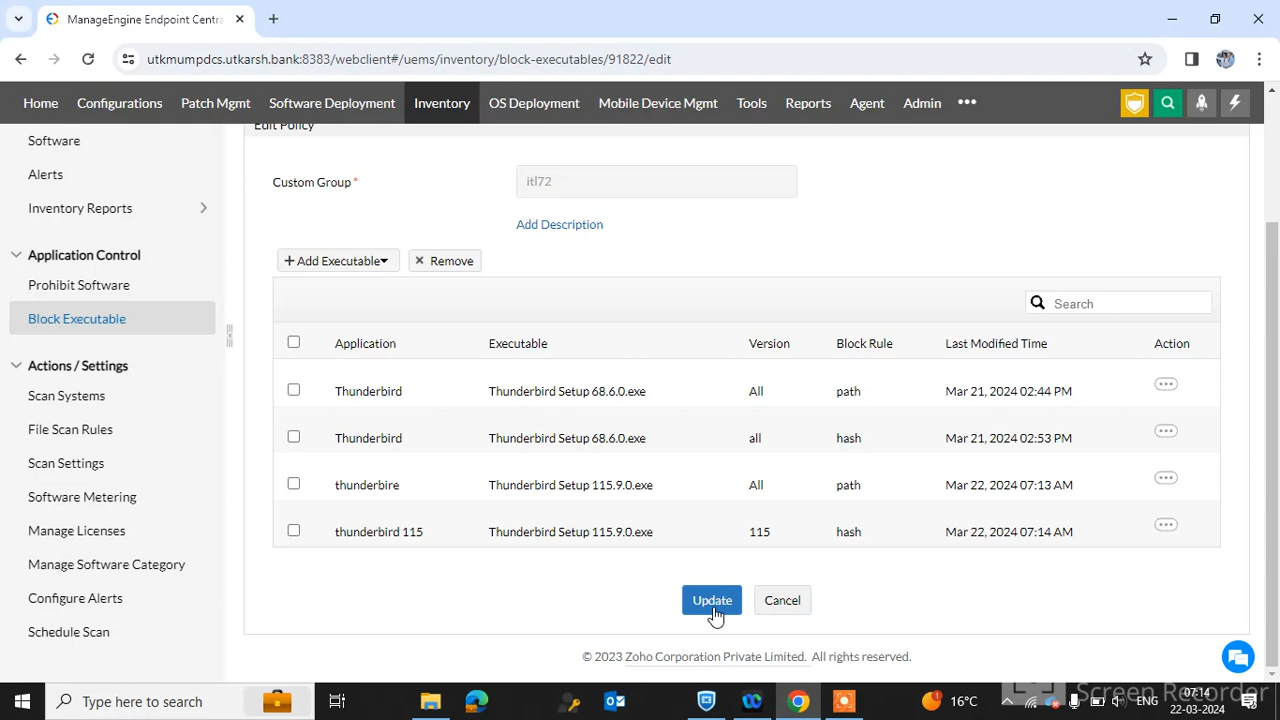 ManageEngine Endpoint Centra
utkmumpdcs.utkarsh.bank:8383/webclient#/uems/inventory/block-executables/91822/edit
Home Configurations Patch Mgmt Software Deployment Inventory OS Deployment Mobile Device Mgmt Tools Reports Agent Admin
Edit Policy
Software
Alerts
Inventory Reports
Application Control
Prohibit Software
Block Executable
Actions / Settings
Scan Systems
File Scan Rules
Scan Settings
Software Metering
Manage Licenses
Manage Software Category
Configure Alerts
Schedule Scan
Custom Group * itl72
Add Description
+ Add Executable Remove
Search
Application Executable Version Block Rule Last Modified Time Action
Thunderbird Thunderbird Setup 68.6.0.exe All path Mar 21, 2024 02:44 PM
Thunderbird Thunderbird Setup 68.6.0.exe all hash Mar 21, 2024 02:53 PM
thunderbire Thunderbird Setup 115.9.0.exe All path Mar 22, 2024 07:13 AM
thunderbird 115 Thunderbird Setup 115.9.0.exe 115 hash Mar 22, 2024 07:14 AM
Update Cancel
© 2023 Zoho Corporation Private Limited. All rights reserved.
Type here to search
1
16°C
07:14
22-03-2024
Screen Recorder